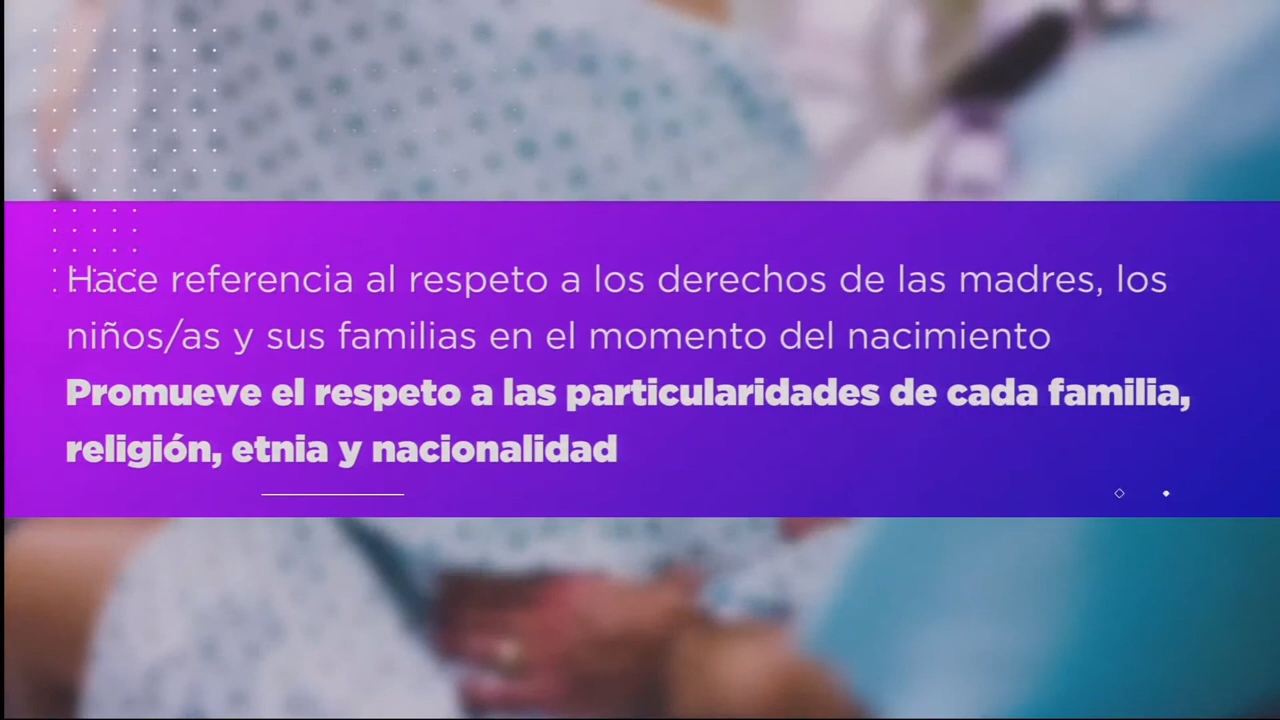 Hace referencia al respeto a los derechos de las madres, los
niños/as y sus familias en el momento del nacimiento
Promueve el respeto a las particularidades de cada familia,
religión, etnia y nacionalidad